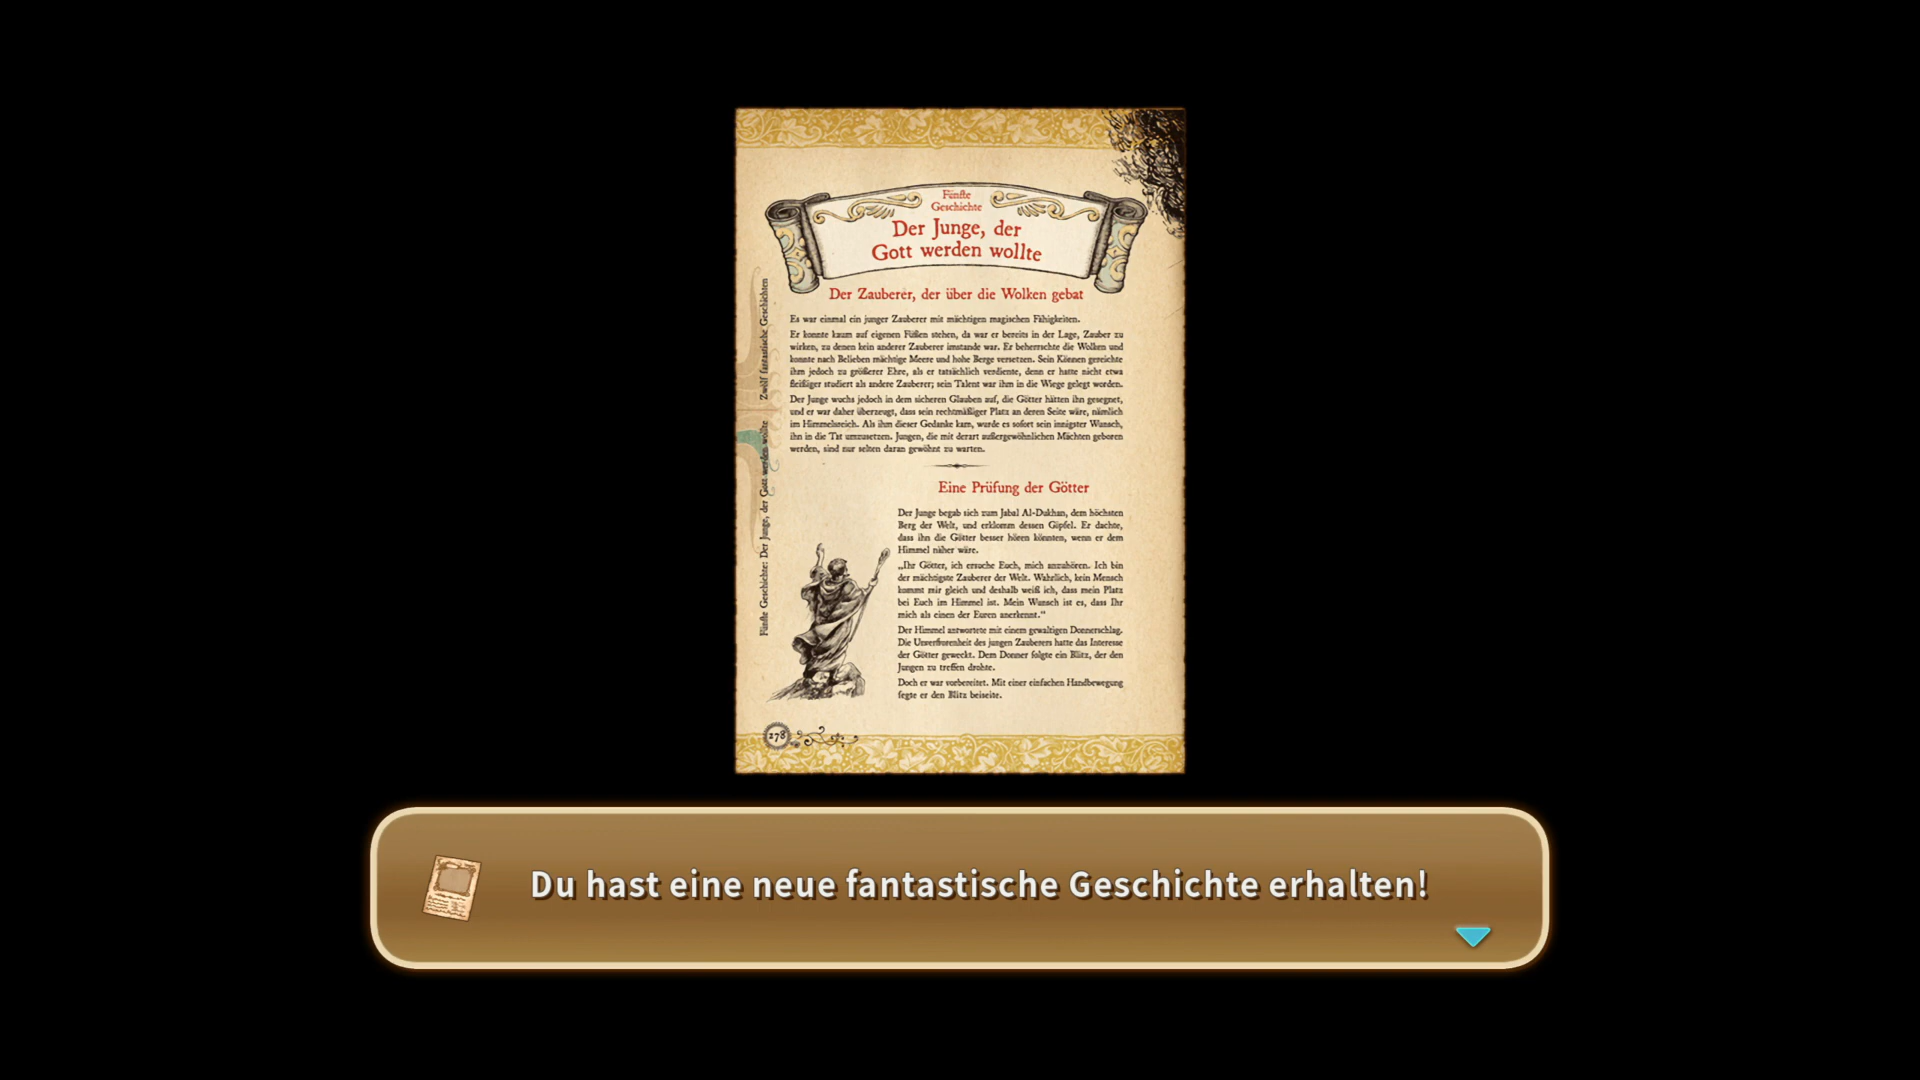 Fünfte
Geschichte
Der Junge, der
Gott werden wollte
Der Zauberer, der über die Wolken gebat
Es war einmal ein junger Zauberer mit mächtigen magischen Fähigkeiten.
Er konnte kaum auf eigenen Füßen stehen, da war er bereits in der Lage, Zauber zu
wirken, zu denen kein anderer Zauberer imstande war. Er beherrschte die Wolken und
konnte nach Belieben mächtige Meere und hohe Berge versetzen. Sein Können gereichte
ihm jedoch zu größerer Ehre, als er tatsächlich verdiente, denn er hatte nicht etwa
fleißiger studiert als andere Zauberer; sein Talent war ihm in die Wiege gelegt worden.
Der Junge wuchs jedoch in dem sicheren Glauben auf, die Götter hätten ihn gesegnet,
und er war daher überzeugt, dass sein rechtmäßiger Platz an deren Seite wäre, nämlich
im Himmelsreich. Als ihm dieser Gedanke kam, wurde es sofort sein innigster Wunsch,
ihn in die Tat umzusetzen. Jungen, die mit derart außergewöhnlichen Mächten geboren
werden, sind nur selten daran gewöhnt zu warten.
Eine Prüfung der Götter
Der Junge begab sich zum Jabal Al-Dukhan, dem höchsten
Berg der Welt, und erklomm dessen Gipfel. Er dachte,
dass ihn die Götter besser hören könnten, wenn er dem
Himmel näher wäre.
„Ihr Götter, ich ersuche Euch, mich anzuhören. Ich bin
der mächtigste Zauberer der Welt. Wahrlich, kein Mensch
kommt mir gleich und deshalb weiß ich, dass mein Platz
bei Euch im Himmel ist. Mein Wunsch ist es, dass Ihr
mich als einen der Euren anerkennt.“
Der Himmel antwortete mit einem gewaltigen Donnerschlag.
Die Unverfrorenheit des jungen Zauberers hatte das Interesse
der Götter geweckt. Dem Donner folgte ein Blitz, der den
Jungen zu treffen drohte.
Doch er war vorbereitet. Mit einer einfachen Handbewegung
fegte er den Blitz beiseite.
Fünfte Geschichte: Der Junge, der Gott werden wollte Zwölf fantastische Geschichten
278
Du hast eine neue fantastische Geschichte erhalten!